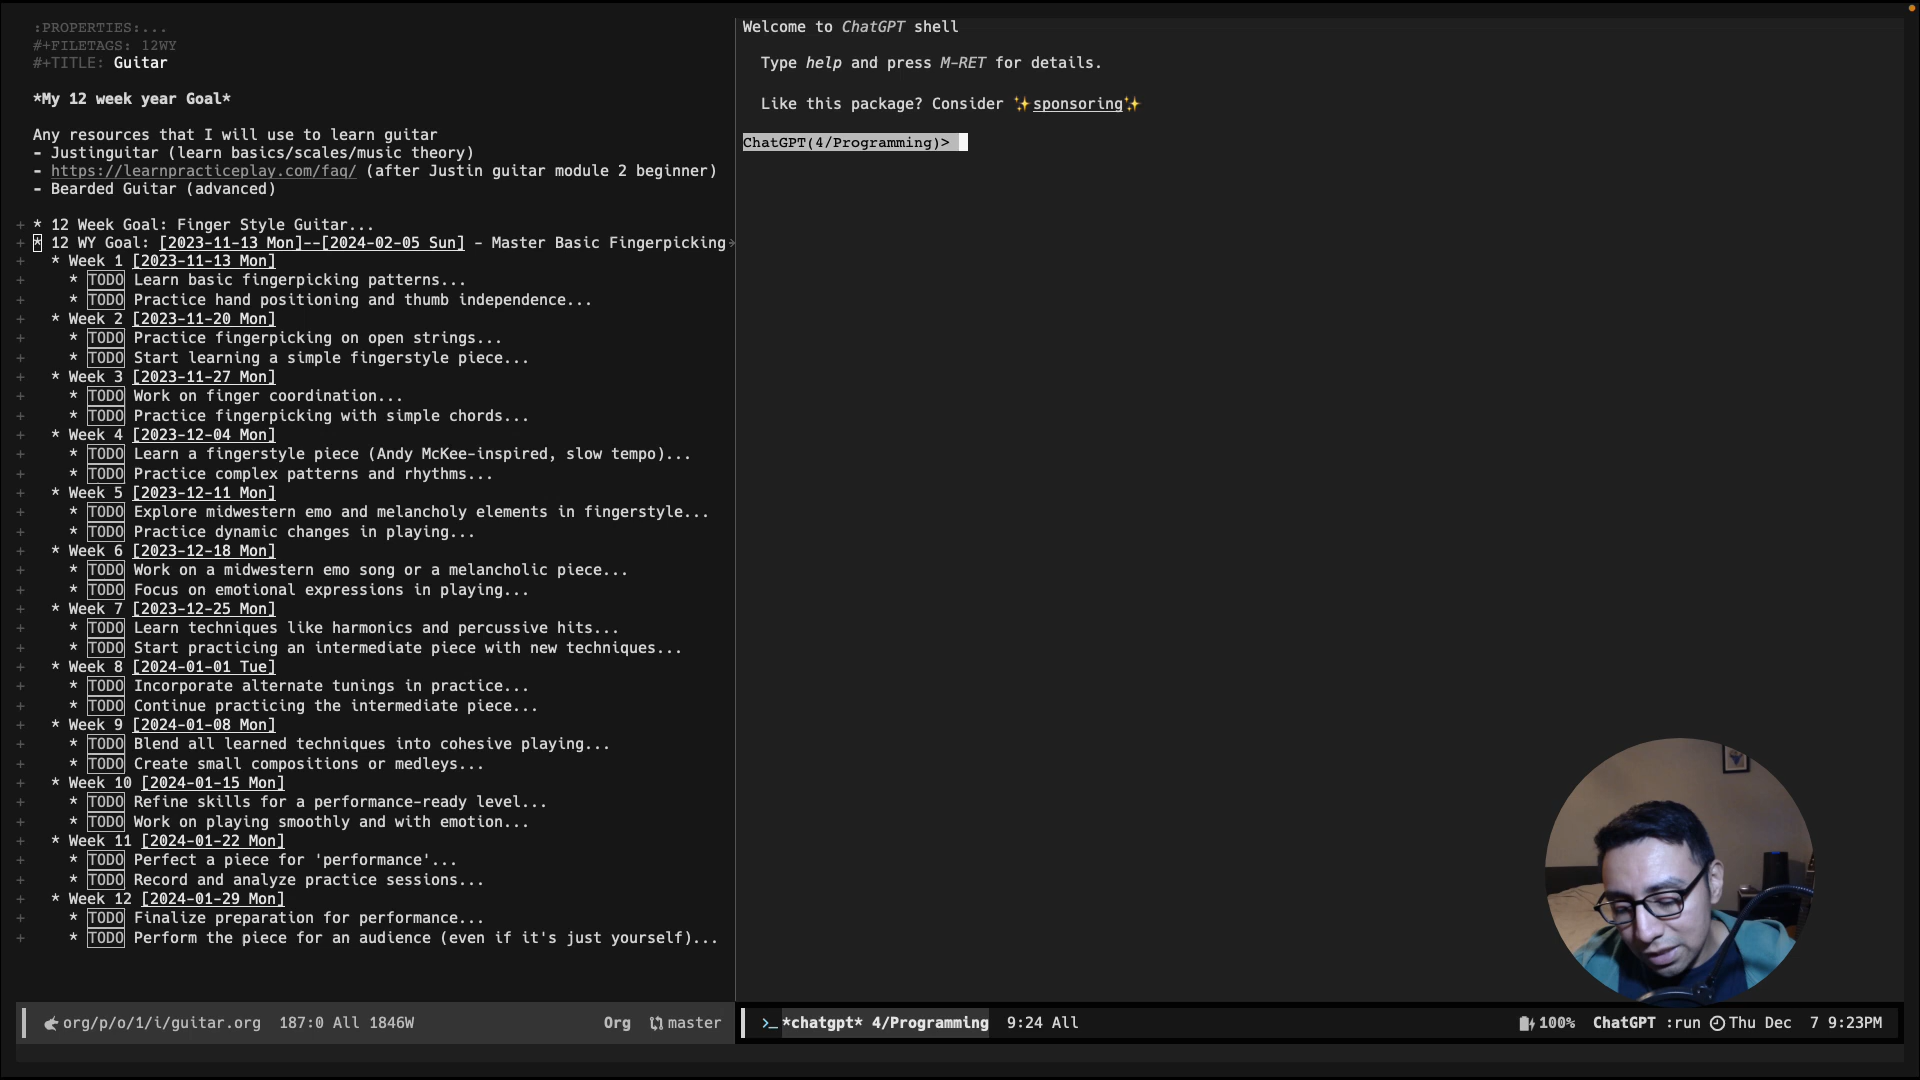 :PROPERTIES:...
#+FILETAGS: 12WY
#+TITLE: Guitar
*My 12 week year Goal*
Any resources that I will use to learn guitar
- Justinguitar (learn basics/scales/music theory)
- https://learnpracticeplay.com/faq/ (after Justin guitar module 2 beginner)
- Bearded Guitar (advanced)
+ * 12 Week Goal: Finger Style Guitar...
+ * 12 WY Goal: [2023-11-13 Mon]--[2024-02-05 Sun] - Master Basic Fingerpicking
+ * Week 1 [2023-11-13 Mon]
+ * TODO Learn basic fingerpicking patterns...
+ * TODO Practice hand positioning and thumb independence...
+ * Week 2 [2023-11-20 Mon]
+ * TODO Practice fingerpicking on open strings...
+ * TODO Start learning a simple fingerstyle piece...
+ * Week 3 [2023-11-27 Mon]
+ * TODO Work on finger coordination...
+ * TODO Practice fingerpicking with simple chords...
+ * Week 4 [2023-12-04 Mon]
+ * TODO Learn a fingerstyle piece (Andy McKee-inspired, slow tempo)...
+ * TODO Practice complex patterns and rhythms...
+ * Week 5 [2023-12-11 Mon]
+ * TODO Explore midwestern emo and melancholy elements in fingerstyle...
+ * TODO Practice dynamic changes in playing...
+ * Week 6 [2023-12-18 Mon]
+ * TODO Work on a midwestern emo song or a melancholic piece...
+ * TODO Focus on emotional expressions in playing...
+ * Week 7 [2023-12-25 Mon]
+ * TODO Learn techniques like harmonics and percussive hits...
+ * TODO Start practicing an intermediate piece with new techniques...
+ * Week 8 [2024-01-01 Tue]
+ * TODO Incorporate alternate tunings in practice...
+ * TODO Continue practicing the intermediate piece...
+ * Week 9 [2024-01-08 Mon]
+ * TODO Blend all learned techniques into cohesive playing...
+ * TODO Create small compositions or medleys...
+ * Week 10 [2024-01-15 Mon]
+ * TODO Refine skills for a performance-ready level...
+ * TODO Work on playing smoothly and with emotion...
+ * Week 11 [2024-01-22 Mon]
+ * TODO Perfect a piece for 'performance'...
+ * TODO Record and analyze practice sessions...
+ * Week 12 [2024-01-29 Mon]
+ * TODO Finalize preparation for performance...
+ * TODO Perform the piece for an audience (even if it's just yourself)...
org/p/o/1/i/guitar.org 187:0 All 1846W Org master
Welcome to ChatGPT shell
Type help and press M-RET for details.
Like this package? Consider ✨sponsoring✨
ChatGPT(4/Programming)>
>_ *chatgpt* 4/Programming 9:24 All 100% ChatGPT :run Thu Dec 7 9:23PM